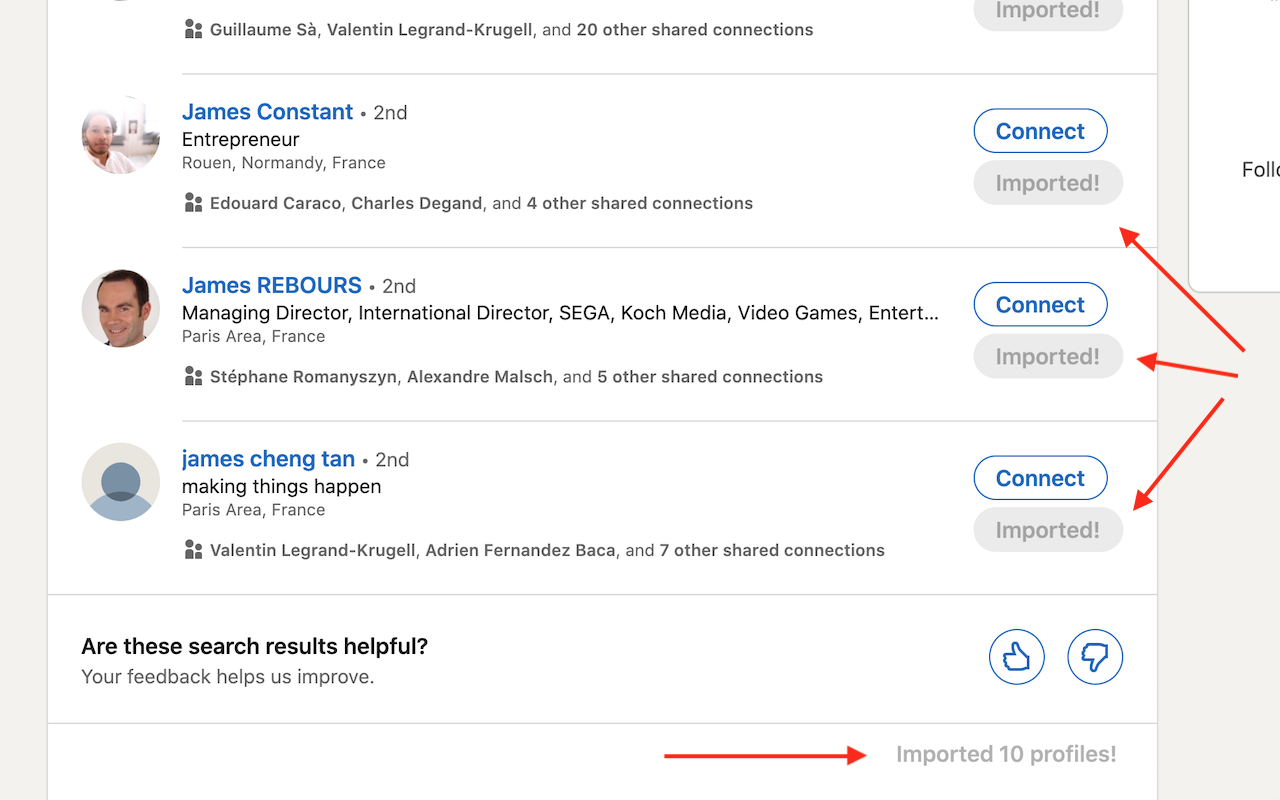 Imported!
Guillaume Sà, Valentin Legrand-Krugell, and 20 other shared connections
James Constant • 2nd
Connect
Entrepreneur
Rouen, Normandy, France
Imported!
Edouard Caraco, Charles Degand, and 4 other shared connections
James REBOURS • 2nd
Connect
Managing Director, International Director, SEGA, Koch Media, Video Games, Entert...
Paris Area, France
Imported!
Stéphane Romanyszyn, Alexandre Malsch, and 5 other shared connections
james cheng tan • 2nd
Connect
making things happen
Paris Area, France
Imported!
Valentin Legrand-Krugell, Adrien Fernandez Baca, and 7 other shared connections
Are these search results helpful?
Your feedback helps us improve.
Imported 10 profiles!